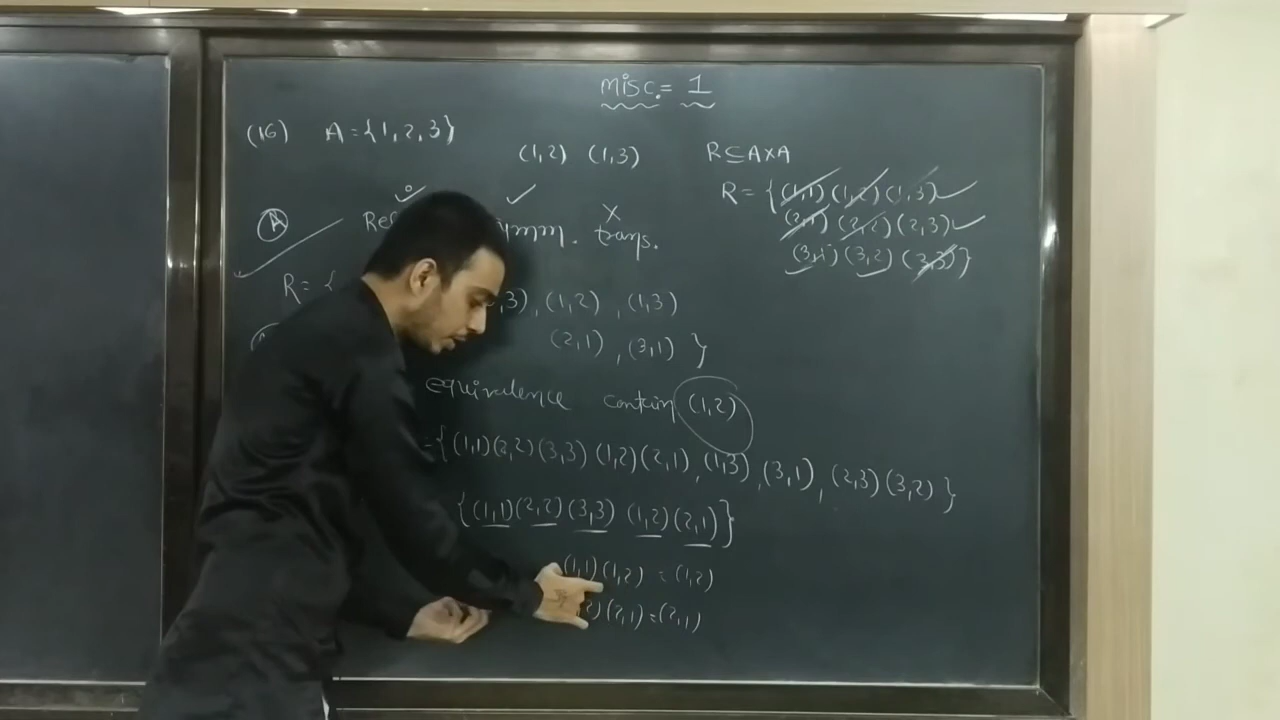 misc. = 1
(16) A = {1, 2, 3}
(1,2) (1,3)
R ⊆ A×A
R = { (1,1) (1,2) (1,3)
(2,1) (2,2) (2,3)
(3,1) (3,2) (3,3) }
(A) trans.
R = { ,3), (1,2) , (1,3)
(2,1) , (3,1) }
equivalence contain (1,2)
={ (1,1)(2,2)(3,3) (1,2)(2,1), (1,3), (3,1), (2,3)(3,2) }
{ (1,1)(2,2)(3,3) (1,2)(2,1) }
(1,1)(1,2) = (1,2)
(2,1) = (2,1)